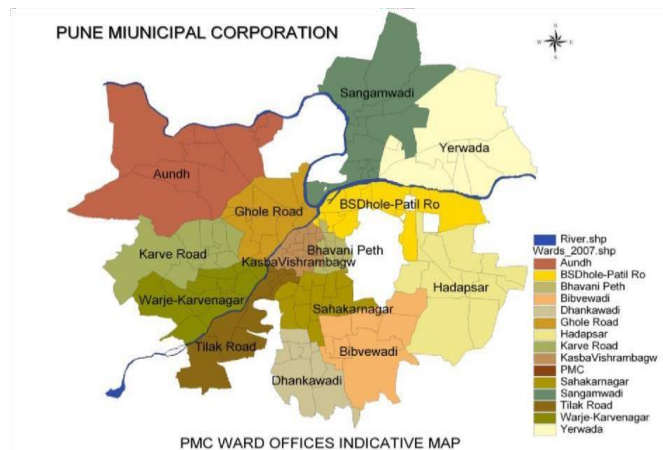 PUNE MIUNICIPAL CORPORATION
N
W E
S
Sangamwadi
Yerwada
Aundh
BSDhole-Patil Ro
Ghole Road
Karve Road
Bhavani Peth
KasbaVishrambagw
Warje-Karvenagar
Hadapsar
Sahakarnagar
Tilak Road
Bibvewadi
Dhankawadi
River.shp
Wards_2007.shp
Aundh
BSDhole-Patil Ro
Bhavani Peth
Bibvewadi
Dhankawadi
Ghole Road
Hadapsar
Karve Road
KasbaVishrambagw
PMC
Sahakarnagar
Sangamwadi
Tilak Road
Warje-Karvenagar
Yerwada
PMC WARD OFFICES INDICATIVE MAP